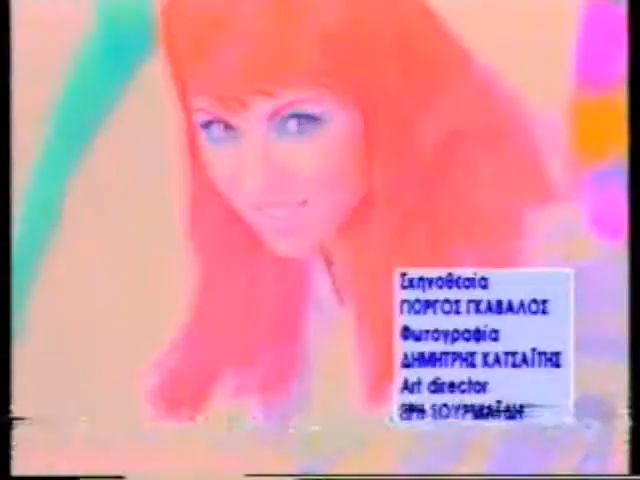 Σκηνοθεσία
ΓΙΩΡΓΟΣ ΓΚΑΒΑΛΟΣ
Φωτογραφία
ΔΗΜΗΤΡΗΣ ΚΑΤΣΑΪΤΗΣ
Art director